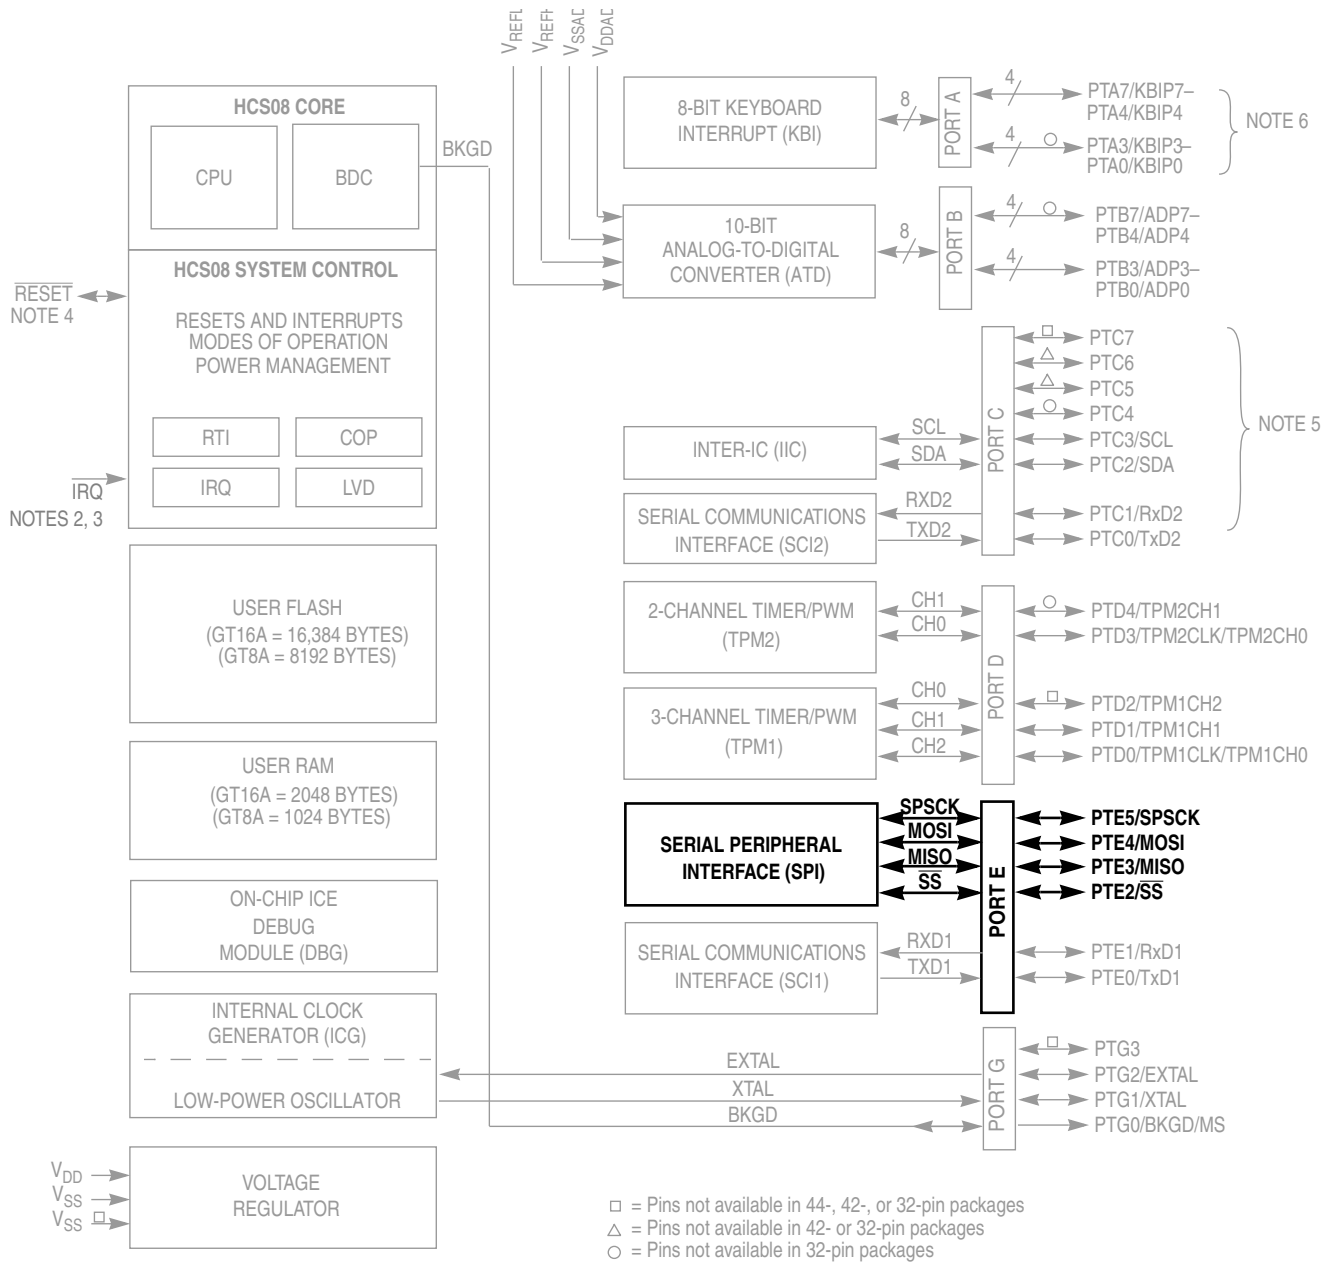 VREFL
VREFH
VSSAD
VDDAD
HCS08 CORE
CPU
BDC
BKGD
HCS08 SYSTEM CONTROL
RESETS AND INTERRUPTS
MODES OF OPERATION
POWER MANAGEMENT
RTI
COP
IRQ
LVD
RESET
NOTE 4
IRQ
NOTES 2, 3
USER FLASH
(GT16A = 16,384 BYTES)
(GT8A = 8192 BYTES)
USER RAM
(GT16A = 2048 BYTES)
(GT8A = 1024 BYTES)
ON-CHIP ICE
DEBUG
MODULE (DBG)
INTERNAL CLOCK
GENERATOR (ICG)
LOW-POWER OSCILLATOR
VDD
VSS
VSS
VOLTAGE
REGULATOR
8-BIT KEYBOARD
INTERRUPT (KBI)
8
PORT A
4
PTA7/KBIP7–
PTA4/KBIP4
4
PTA3/KBIP3–
PTA0/KBIP0
NOTE 6
10-BIT
ANALOG-TO-DIGITAL
CONVERTER (ATD)
8
PORT B
4
PTB7/ADP7–
PTB4/ADP4
4
PTB3/ADP3–
PTB0/ADP0
INTER-IC (IIC)
SCL
SDA
SERIAL COMMUNICATIONS
INTERFACE (SCI2)
RXD2
TXD2
PORT C
PTC7
PTC6
PTC5
PTC4
PTC3/SCL
PTC2/SDA
PTC1/RxD2
PTC0/TxD2
NOTE 5
2-CHANNEL TIMER/PWM
(TPM2)
CH1
CH0
3-CHANNEL TIMER/PWM
(TPM1)
CH0
CH1
CH2
PORT D
PTD4/TPM2CH1
PTD3/TPM2CLK/TPM2CH0
PTD2/TPM1CH2
PTD1/TPM1CH1
PTD0/TPM1CLK/TPM1CH0
SERIAL PERIPHERAL
INTERFACE (SPI)
SPSCK
MOSI
MISO
SS
PORT E
PTE5/SPSCK
PTE4/MOSI
PTE3/MISO
PTE2/SS
SERIAL COMMUNICATIONS
INTERFACE (SCI1)
RXD1
TXD1
PTE1/RxD1
PTE0/TxD1
EXTAL
XTAL
BKGD
PORT G
PTG3
PTG2/EXTAL
PTG1/XTAL
PTG0/BKGD/MS
□ = Pins not available in 44-, 42-, or 32-pin packages
△ = Pins not available in 42- or 32-pin packages
○ = Pins not available in 32-pin packages